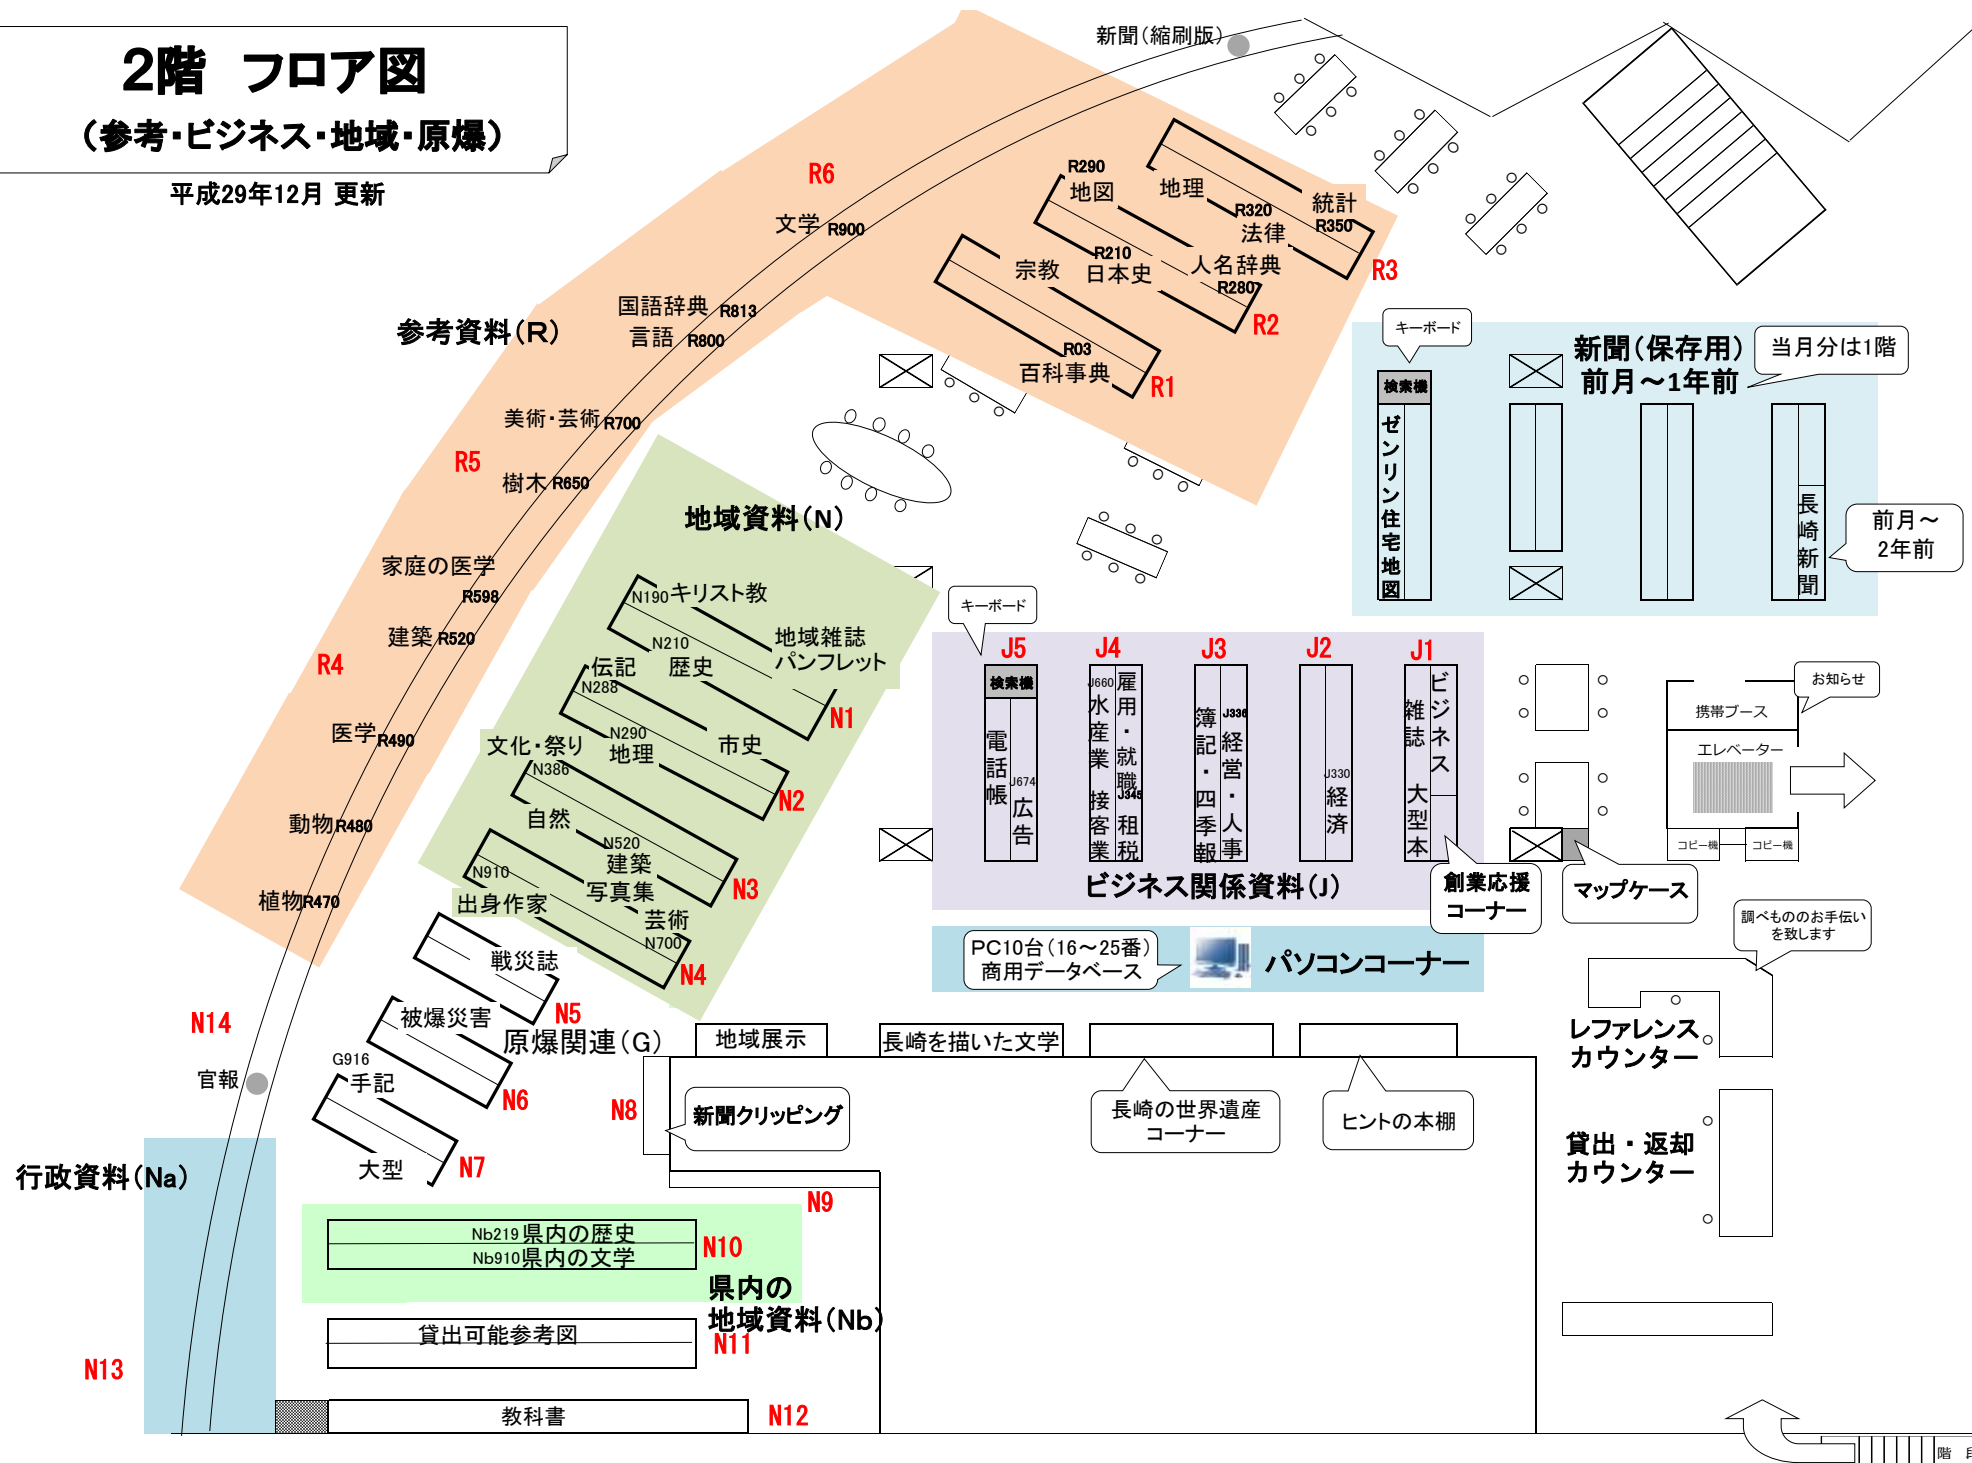 2階 フロア図
（参考・ビジネス・地域・原爆）
平成29年12月 更新
新聞（縮刷版）
R6
文学 R900
R290
地図
地理
統計
R320
R350
法律
R3
R210
宗教
日本史
人名辞典
R280
R2
R03
百科事典
R1
国語辞典 R813
言語 R800
参考資料（R）
美術・芸術 R700
R5
樹木 R650
家庭の医学
R598
建築 R520
R4
医学 R490
動物 R480
植物 R470
キーボード
新聞（保存用）
前月～1年前
当月分は1階
検索機
ゼンリン住宅地図
長崎新聞
前月～
2年前
地域資料（N）
N190 キリスト教
地域雑誌
パンフレット
N210
歴史
伝記
N288
N1
N290
地理
市史
文化・祭り
N386
N2
自然
N520
建築
N910
写真集
N3
出身作家
芸術
N700
N4
キーボード
J5
J4
J3
J2
J1
検索機
電話帳
J674
広告
J660
水産業
接客業
雇用・就職
J345
租税
簿記・四季報
J336
経営・人事
J330
経済
雑誌
大型本
ビジネス
ビジネス関係資料（J）
創業応援
コーナー
マップケース
お知らせ
携帯ブース
エレベーター
コピー機
コピー機
調べもののお手伝い
を致します
PC10台（16～25番）
商用データベース
パソコンコーナー
戦災誌
N5
被爆災害
原爆関連（G）
G916
手記
N6
大型
N7
N14
官報
地域展示
長崎を描いた文学
長崎の世界遺産
コーナー
ヒントの本棚
N8
新聞クリッピング
N9
レファレンス
カウンター
貸出・返却
カウンター
行政資料（Na）
Nb219 県内の歴史
Nb910 県内の文学
N10
県内の
地域資料（Nb）
貸出可能参考図
N11
N13
教科書
N12
階